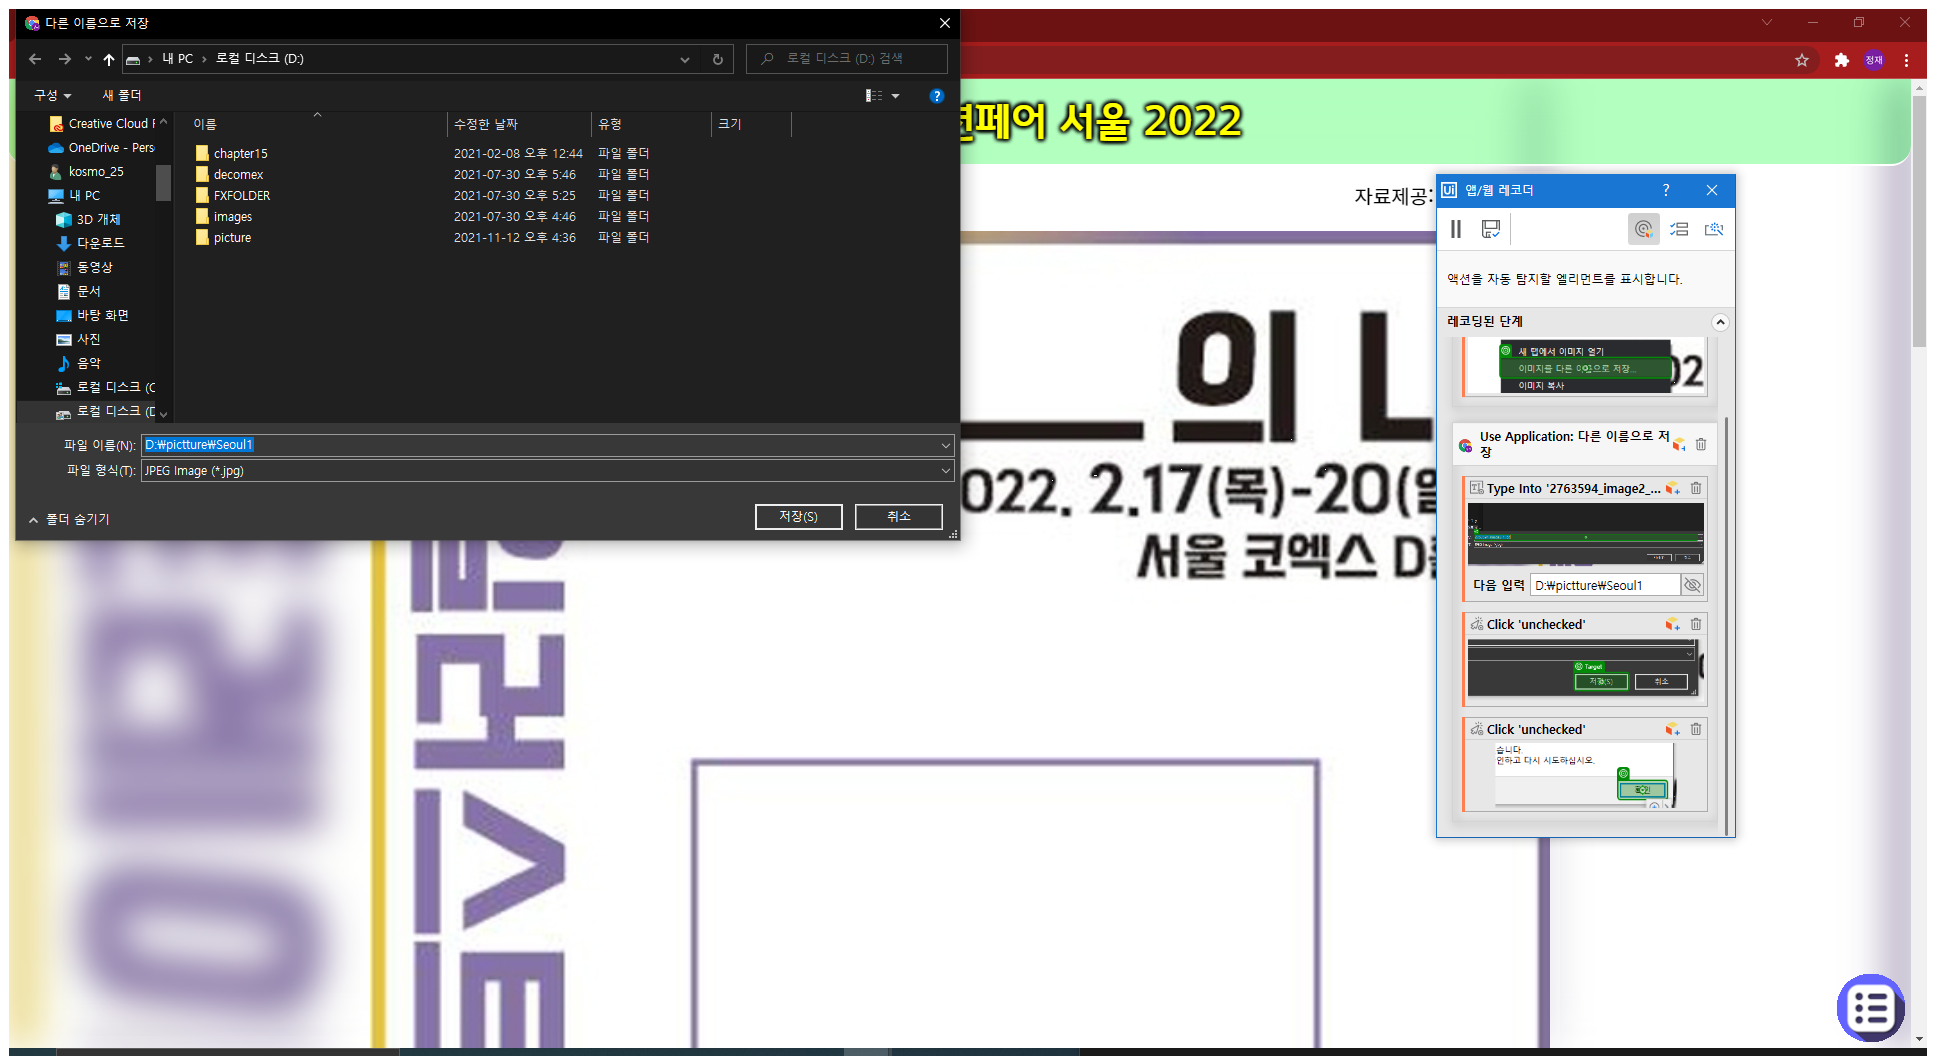 다른 이름으로 저장
내 PC
로컬 디스크 (D:)
로컬 디스크 (D:) 검색
구성
새 폴더
이름
수정한 날짜
유형
크기
Creative Cloud F
OneDrive - Pers
kosmo_25
내 PC
3D 개체
다운로드
동영상
문서
바탕 화면
사진
음악
로컬 디스크 (C
로컬 디스크 (D
chapter15 2021-02-08 오후 12:44 파일 폴더
decomex 2021-07-30 오후 5:46 파일 폴더
FXFOLDER 2021-07-30 오후 5:25 파일 폴더
images 2021-07-30 오후 4:46 파일 폴더
picture 2021-11-12 오후 4:36 파일 폴더
파일 이름(N): D:₩pictture₩Seoul1
파일 형식(T): JPEG Image (*.jpg)
폴더 숨기기
저장(S)
취소
정재
페어 서울 2022
자료제공:
의 L
022. 2.17(목)-20(일
서울 코엑스 D홀
Ui 앱/웹 레코더
?
액션을 자동 탐지할 엘리먼트를 표시합니다.
레코딩된 단계
새 탭에서 이미지 열기
이미지를 다른 이름으로 저장...
이미지 복사
02
Use Application: 다른 이름으로 저
장
Type Into '2763594_image2_...
다음 입력 D:₩pictture₩Seoul1
Click 'unchecked'
Target
저장(S)
취소
Click 'unchecked'
습니다.
인하고 다시 시도하십시오.
확인